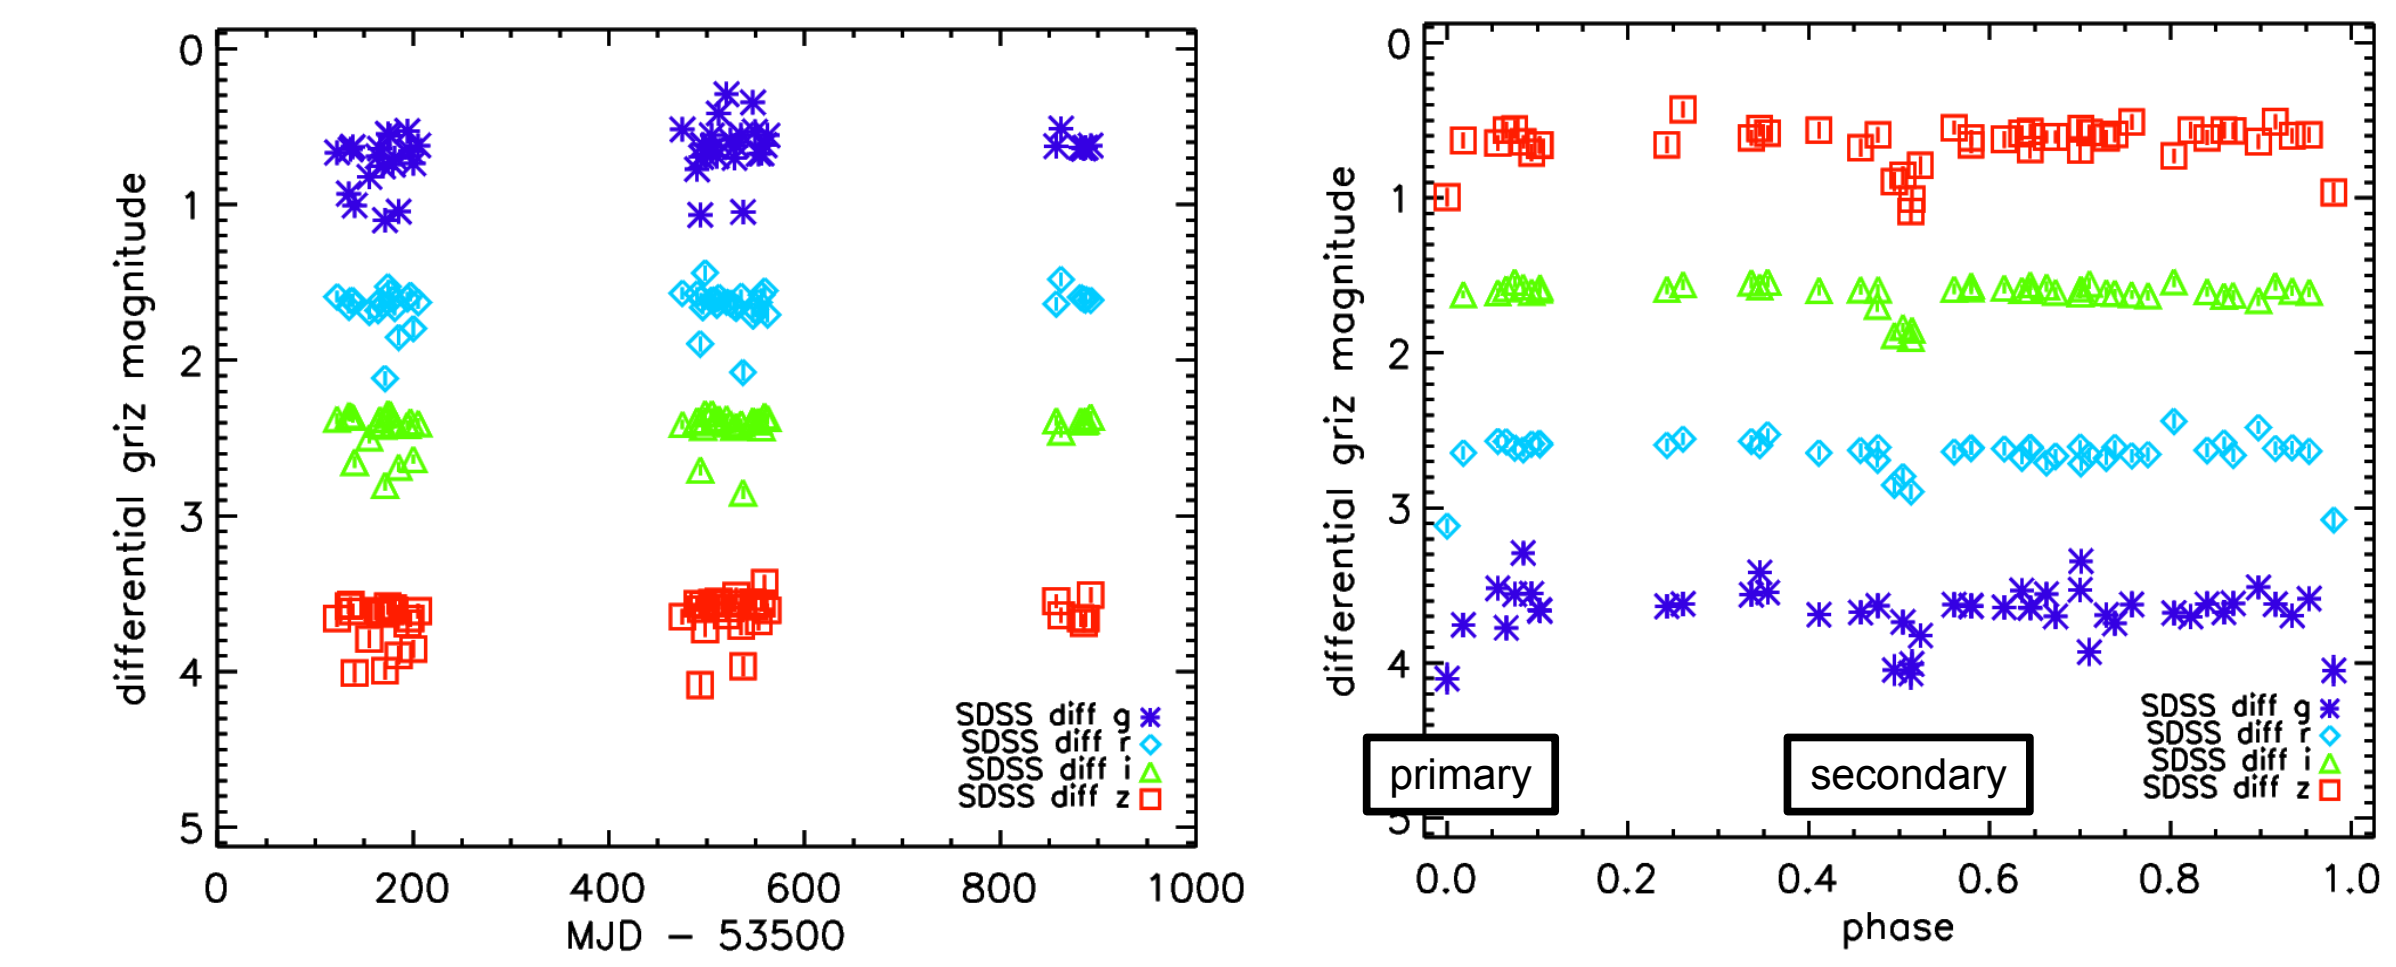 0
1
2
3
4
5
differential griz magnitude
SDSS diff g
SDSS diff r
SDSS diff i
SDSS diff z
0 200 400 600 800 1000
MJD - 53500
0
1
2
3
4
5
differential griz magnitude
SDSS diff g
SDSS diff r
SDSS diff i
SDSS diff z
primary
secondary
0.0 0.2 0.4 0.6 0.8 1.0
phase